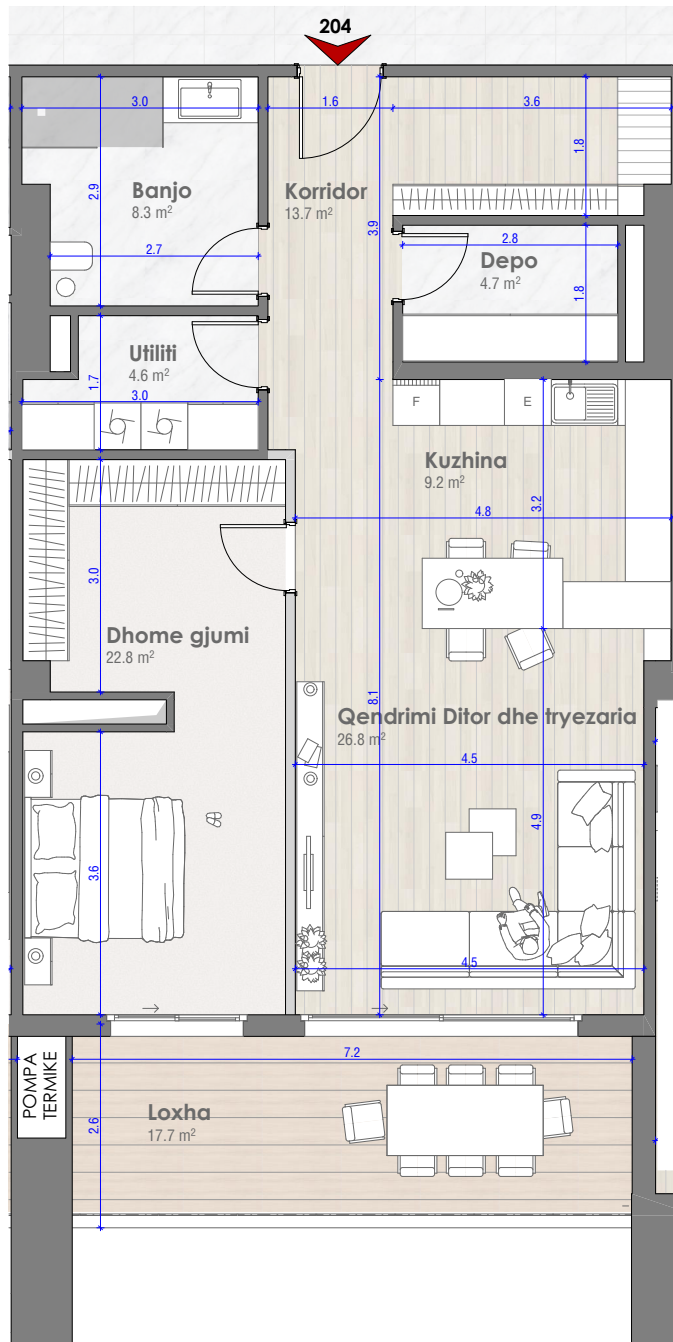 204
3.0
1.6
3.6
1.8
2.9
Banjo
8.3 m²
Korridor
13.7 m²
3.9
2.7
2.8
Depo
4.7 m²
1.8
Utiliti
4.6 m²
1.7
3.0
F
E
Kuzhina
9.2 m²
3.2
4.8
3.0
Dhome gjumi
22.8 m²
8.1
Qendrimi Ditor dhe tryezaria
26.8 m²
4.5
4.9
3.6
4.5
7.2
POMPA
TERMIKE
2.6
Loxha
17.7 m²